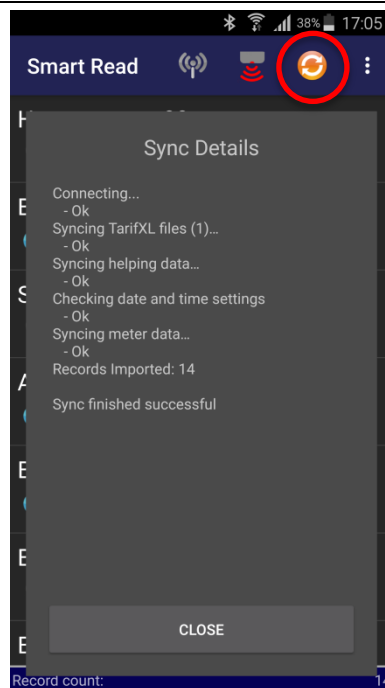 38% 17:05
Smart Read
Sync Details
Connecting...
- Ok
Syncing TarifXL files (1)...
- Ok
Syncing helping data...
- Ok
Checking date and time settings
- Ok
Syncing meter data...
- Ok
Records Imported: 14
Sync finished successful
CLOSE
Record count: 14